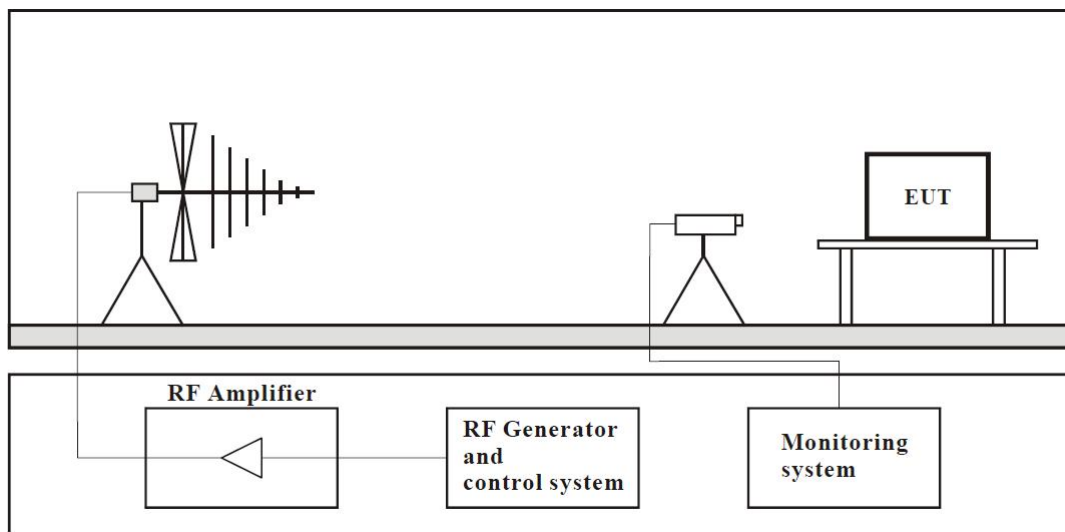 EUT
RF Amplifier
RF Generator
and
control system
Monitoring
system